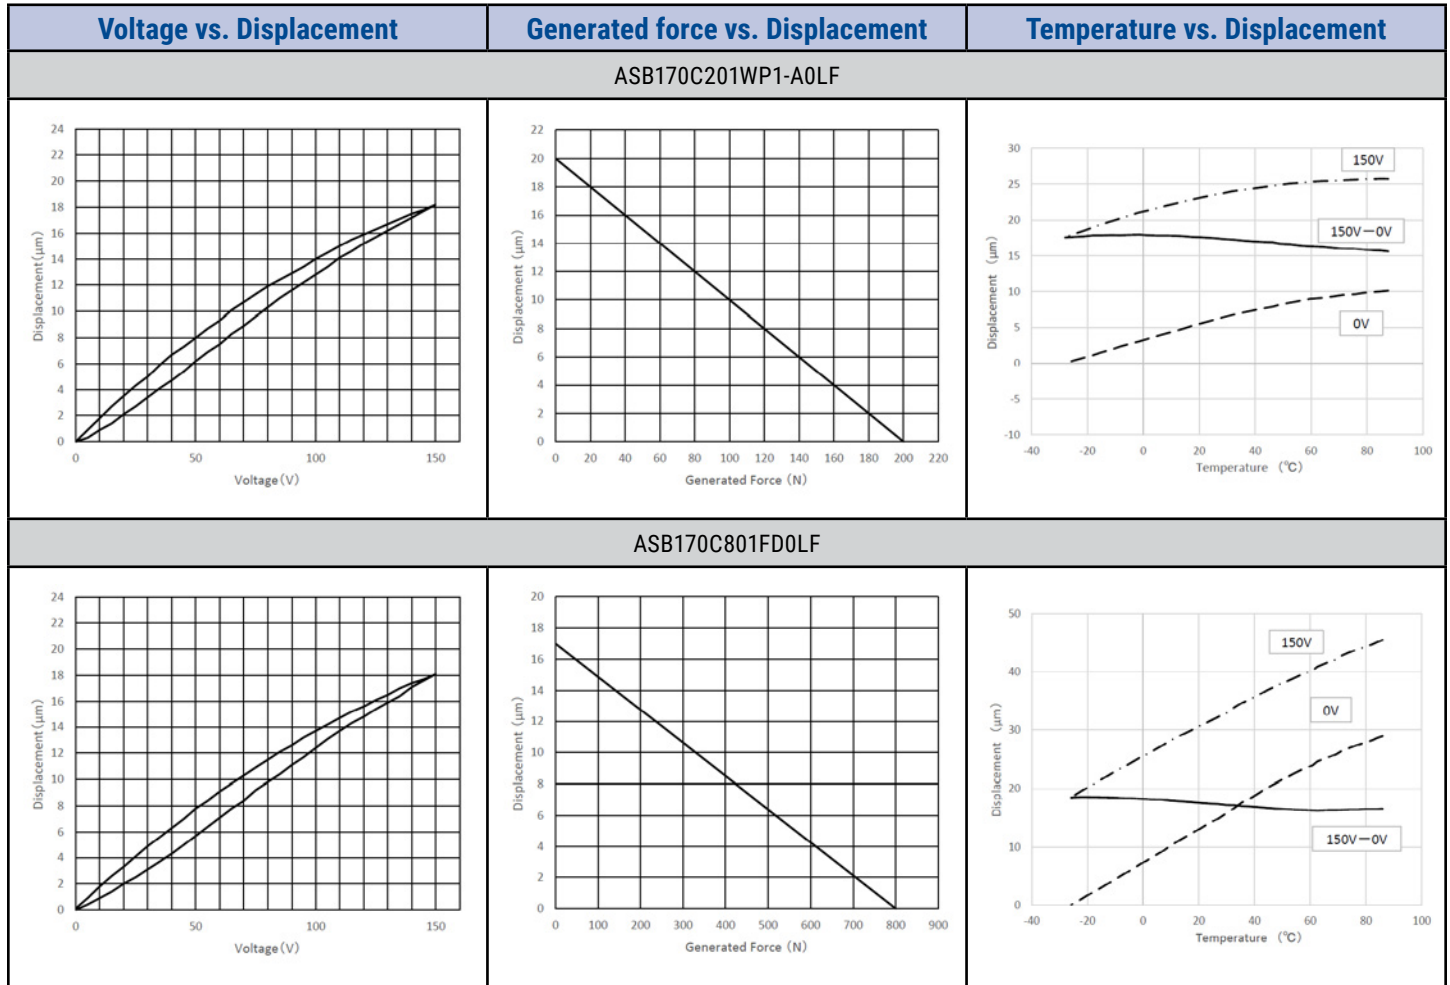 Voltage vs. Displacement Generated force vs. Displacement Temperature vs. Displacement
ASB170C201WP1-A0LF
24
22
20
18
16
14
12
10
8
6
4
2
0
0 50 100 150
Displacement(μm)
Voltage(V)
22
20
18
16
14
12
10
8
6
4
2
0
0 20 40 60 80 100 120 140 160 180 200 220
Displacement (μm)
Generated Force (N)
30
25
20
15
10
5
0
-5
-10
-40 -20 0 20 40 60 80 100
Displacement (μm)
Temperature (℃)
150V
150V－0V
0V
ASB170C801FD0LF
24
22
20
18
16
14
12
10
8
6
4
2
0
0 50 100 150
Displacement(μm)
Voltage(V)
20
18
16
14
12
10
8
6
4
2
0
0 100 200 300 400 500 600 700 800 900
Displacement (μm)
Generated Force (N)
50
40
30
20
10
0
-40 -20 0 20 40 60 80 100
Displacement (μm)
Temperature (℃)
150V
0V
150V－0V